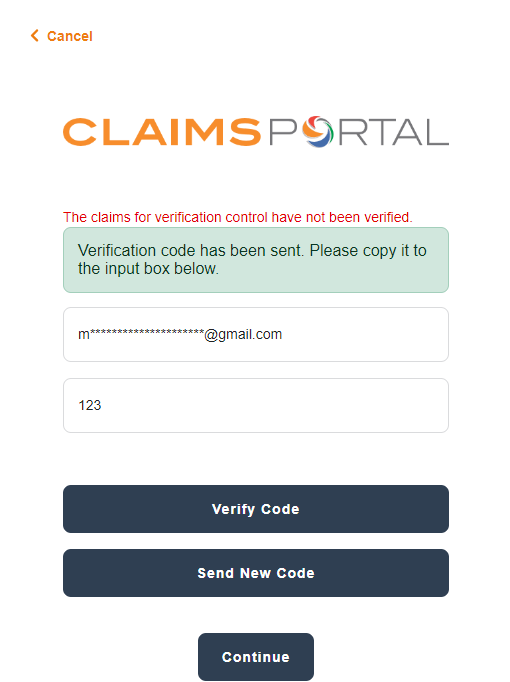 Cancel
CLAIMSPORTAL
The claims for verification control have not been verified.
Verification code has been sent. Please copy it to
the input box below.
m*********************@gmail.com
123
Verify Code
Send New Code
Continue